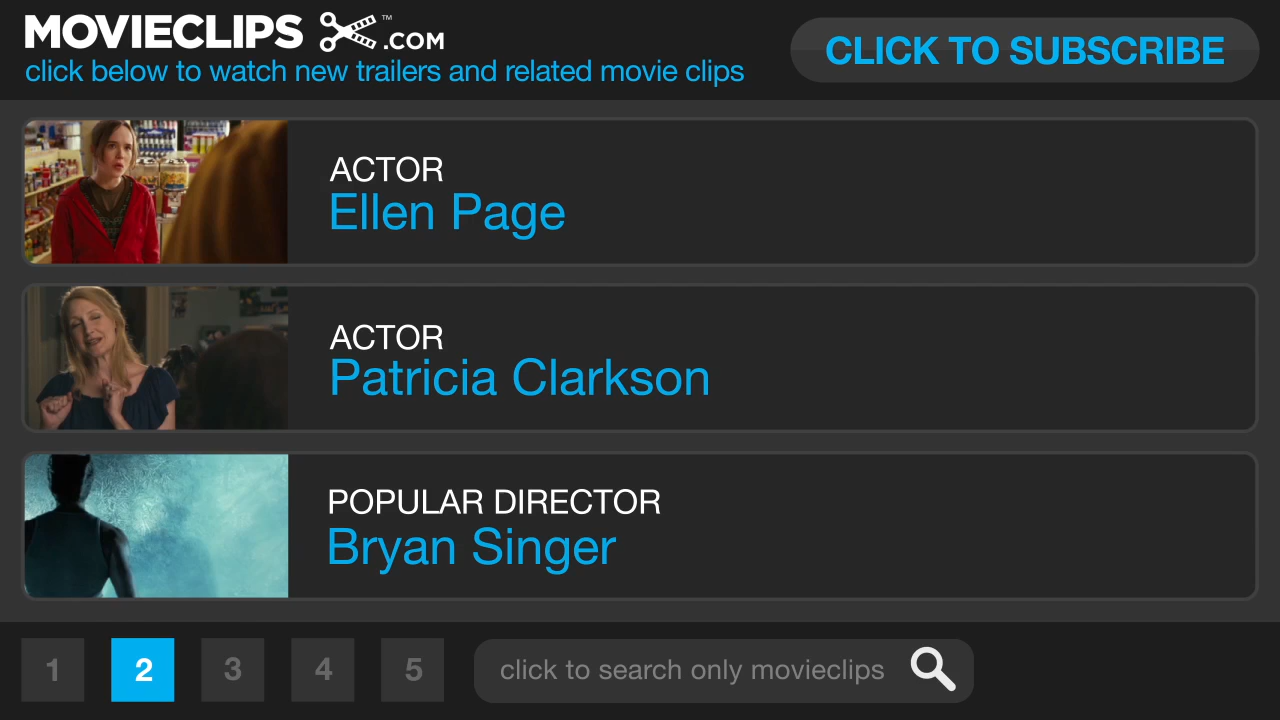 MOVIECLIPS ™ .COM
click below to watch new trailers and related movie clips
CLICK TO SUBSCRIBE
ACTOR
Ellen Page
ACTOR
Patricia Clarkson
POPULAR DIRECTOR
Bryan Singer
1 2 3 4 5 click to search only movieclips